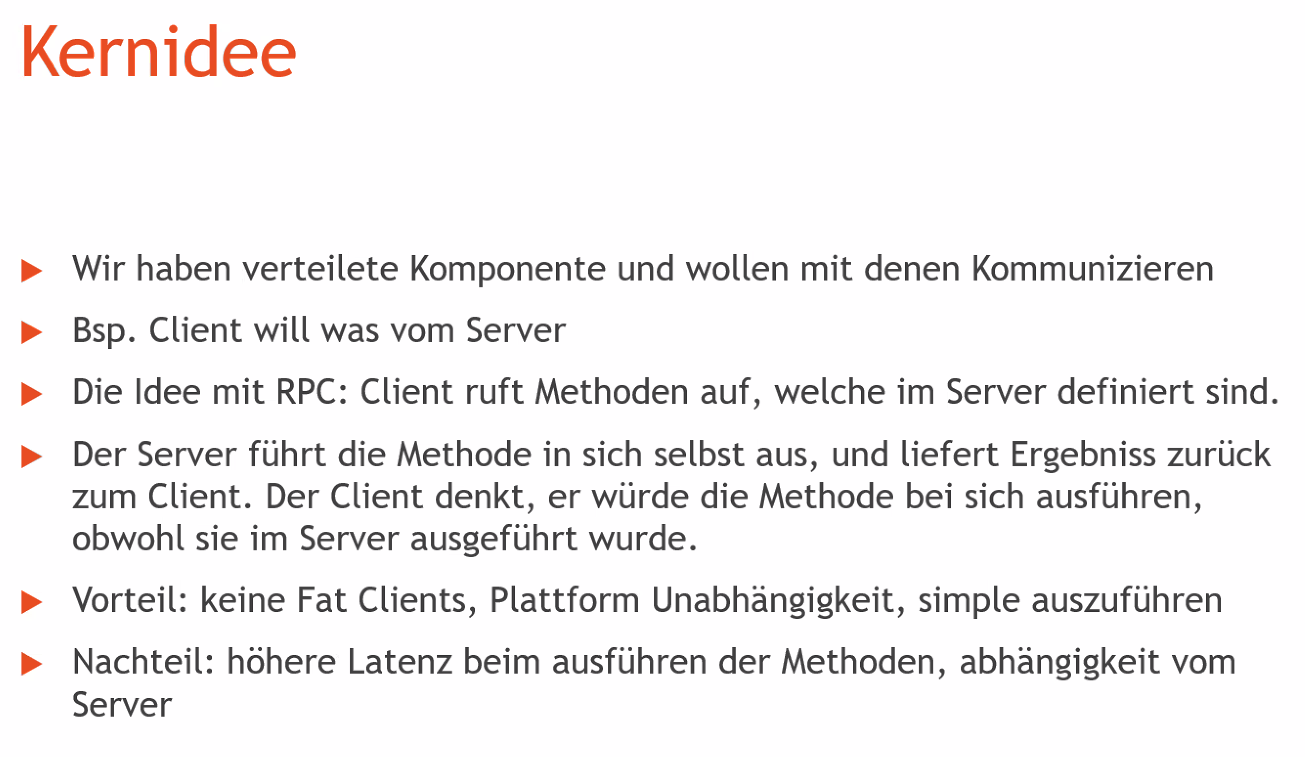 Kernidee
Wir haben verteilete Komponente und wollen mit denen Kommunizieren
Bsp. Client will was vom Server
Die Idee mit RPC: Client ruft Methoden auf, welche im Server definiert sind.
Der Server führt die Methode in sich selbst aus, und liefert Ergebniss zurück
zum Client. Der Client denkt, er würde die Methode bei sich ausführen,
obwohl sie im Server ausgeführt wurde.
Vorteil: keine Fat Clients, Plattform Unabhängigkeit, simple auszuführen
Nachteil: höhere Latenz beim ausführen der Methoden, abhängigkeit vom
Server